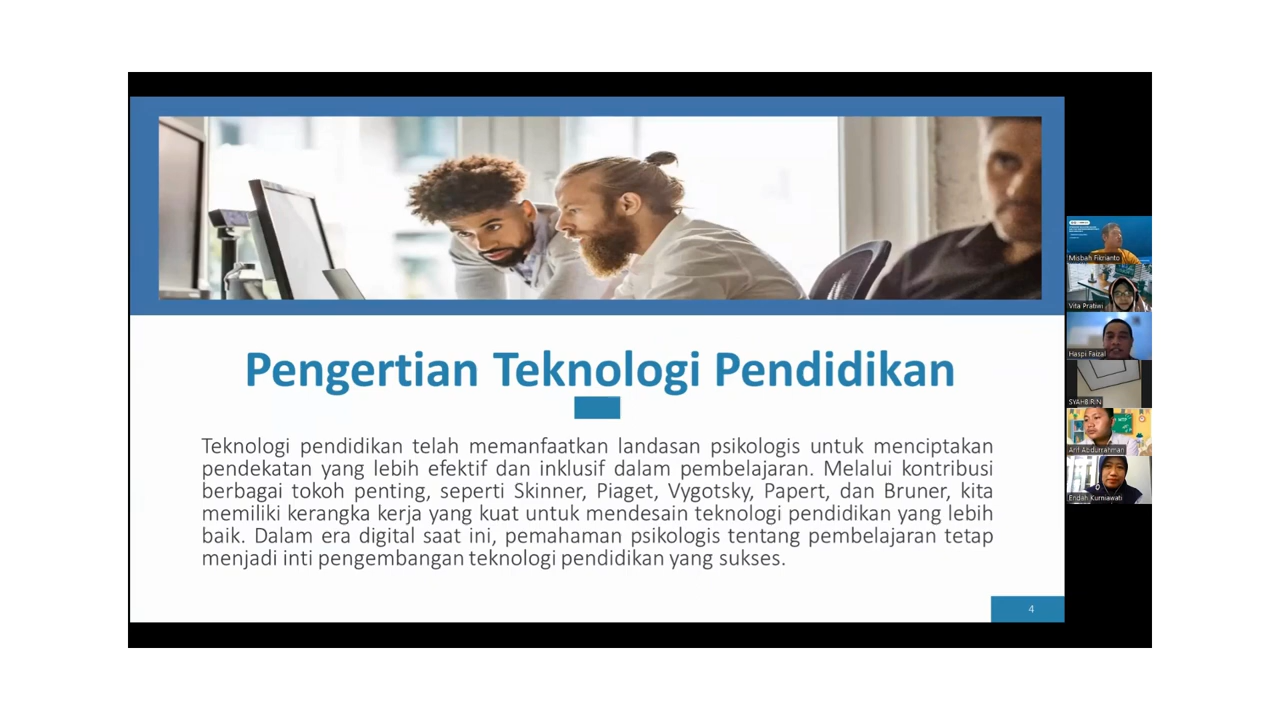 Pengertian Teknologi Pendidikan
Teknologi pendidikan telah memanfaatkan landasan psikologis untuk menciptakan
pendekatan yang lebih efektif dan inklusif dalam pembelajaran. Melalui kontribusi
berbagai tokoh penting, seperti Skinner, Piaget, Vygotsky, Papert, dan Bruner, kita
memiliki kerangka kerja yang kuat untuk mendesain teknologi pendidikan yang lebih
baik. Dalam era digital saat ini, pemahaman psikologis tentang pembelajaran tetap
menjadi inti pengembangan teknologi pendidikan yang sukses.
4
Misbah Fikrianto
Vita Pratiwi
Haspi Faizal
SYAHBIRIN
Arif Abdurrahman
Endah Kurniawati